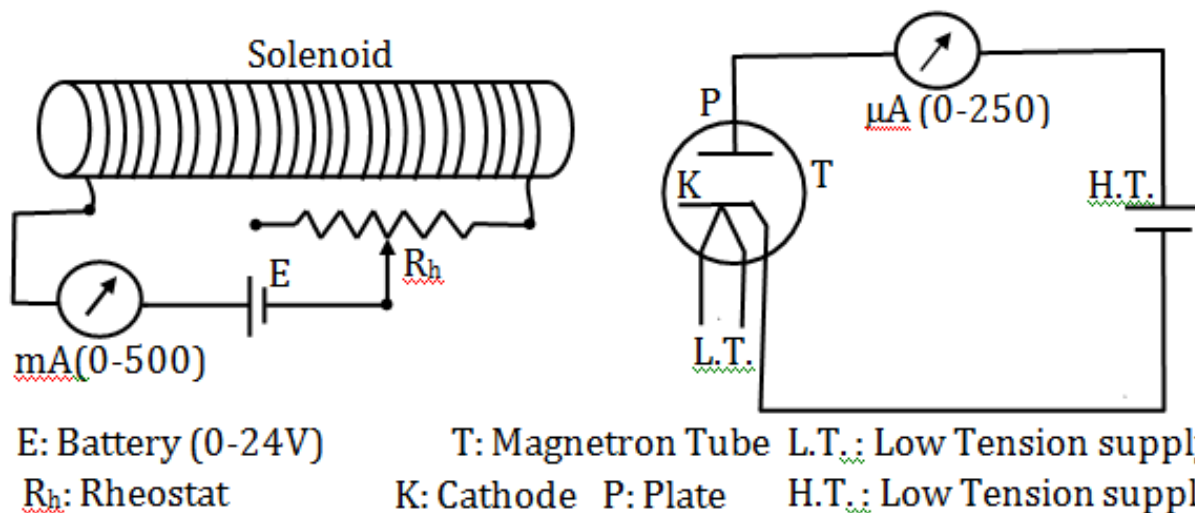 Solenoid
P
µA (0-250)
K
T
H.T.
E
Rh
mA(0-500)
L.T.
E: Battery (0-24V) T: Magnetron Tube L.T.: Low Tension supply
Rh: Rheostat K: Cathode P: Plate H.T.: Low Tension suppl